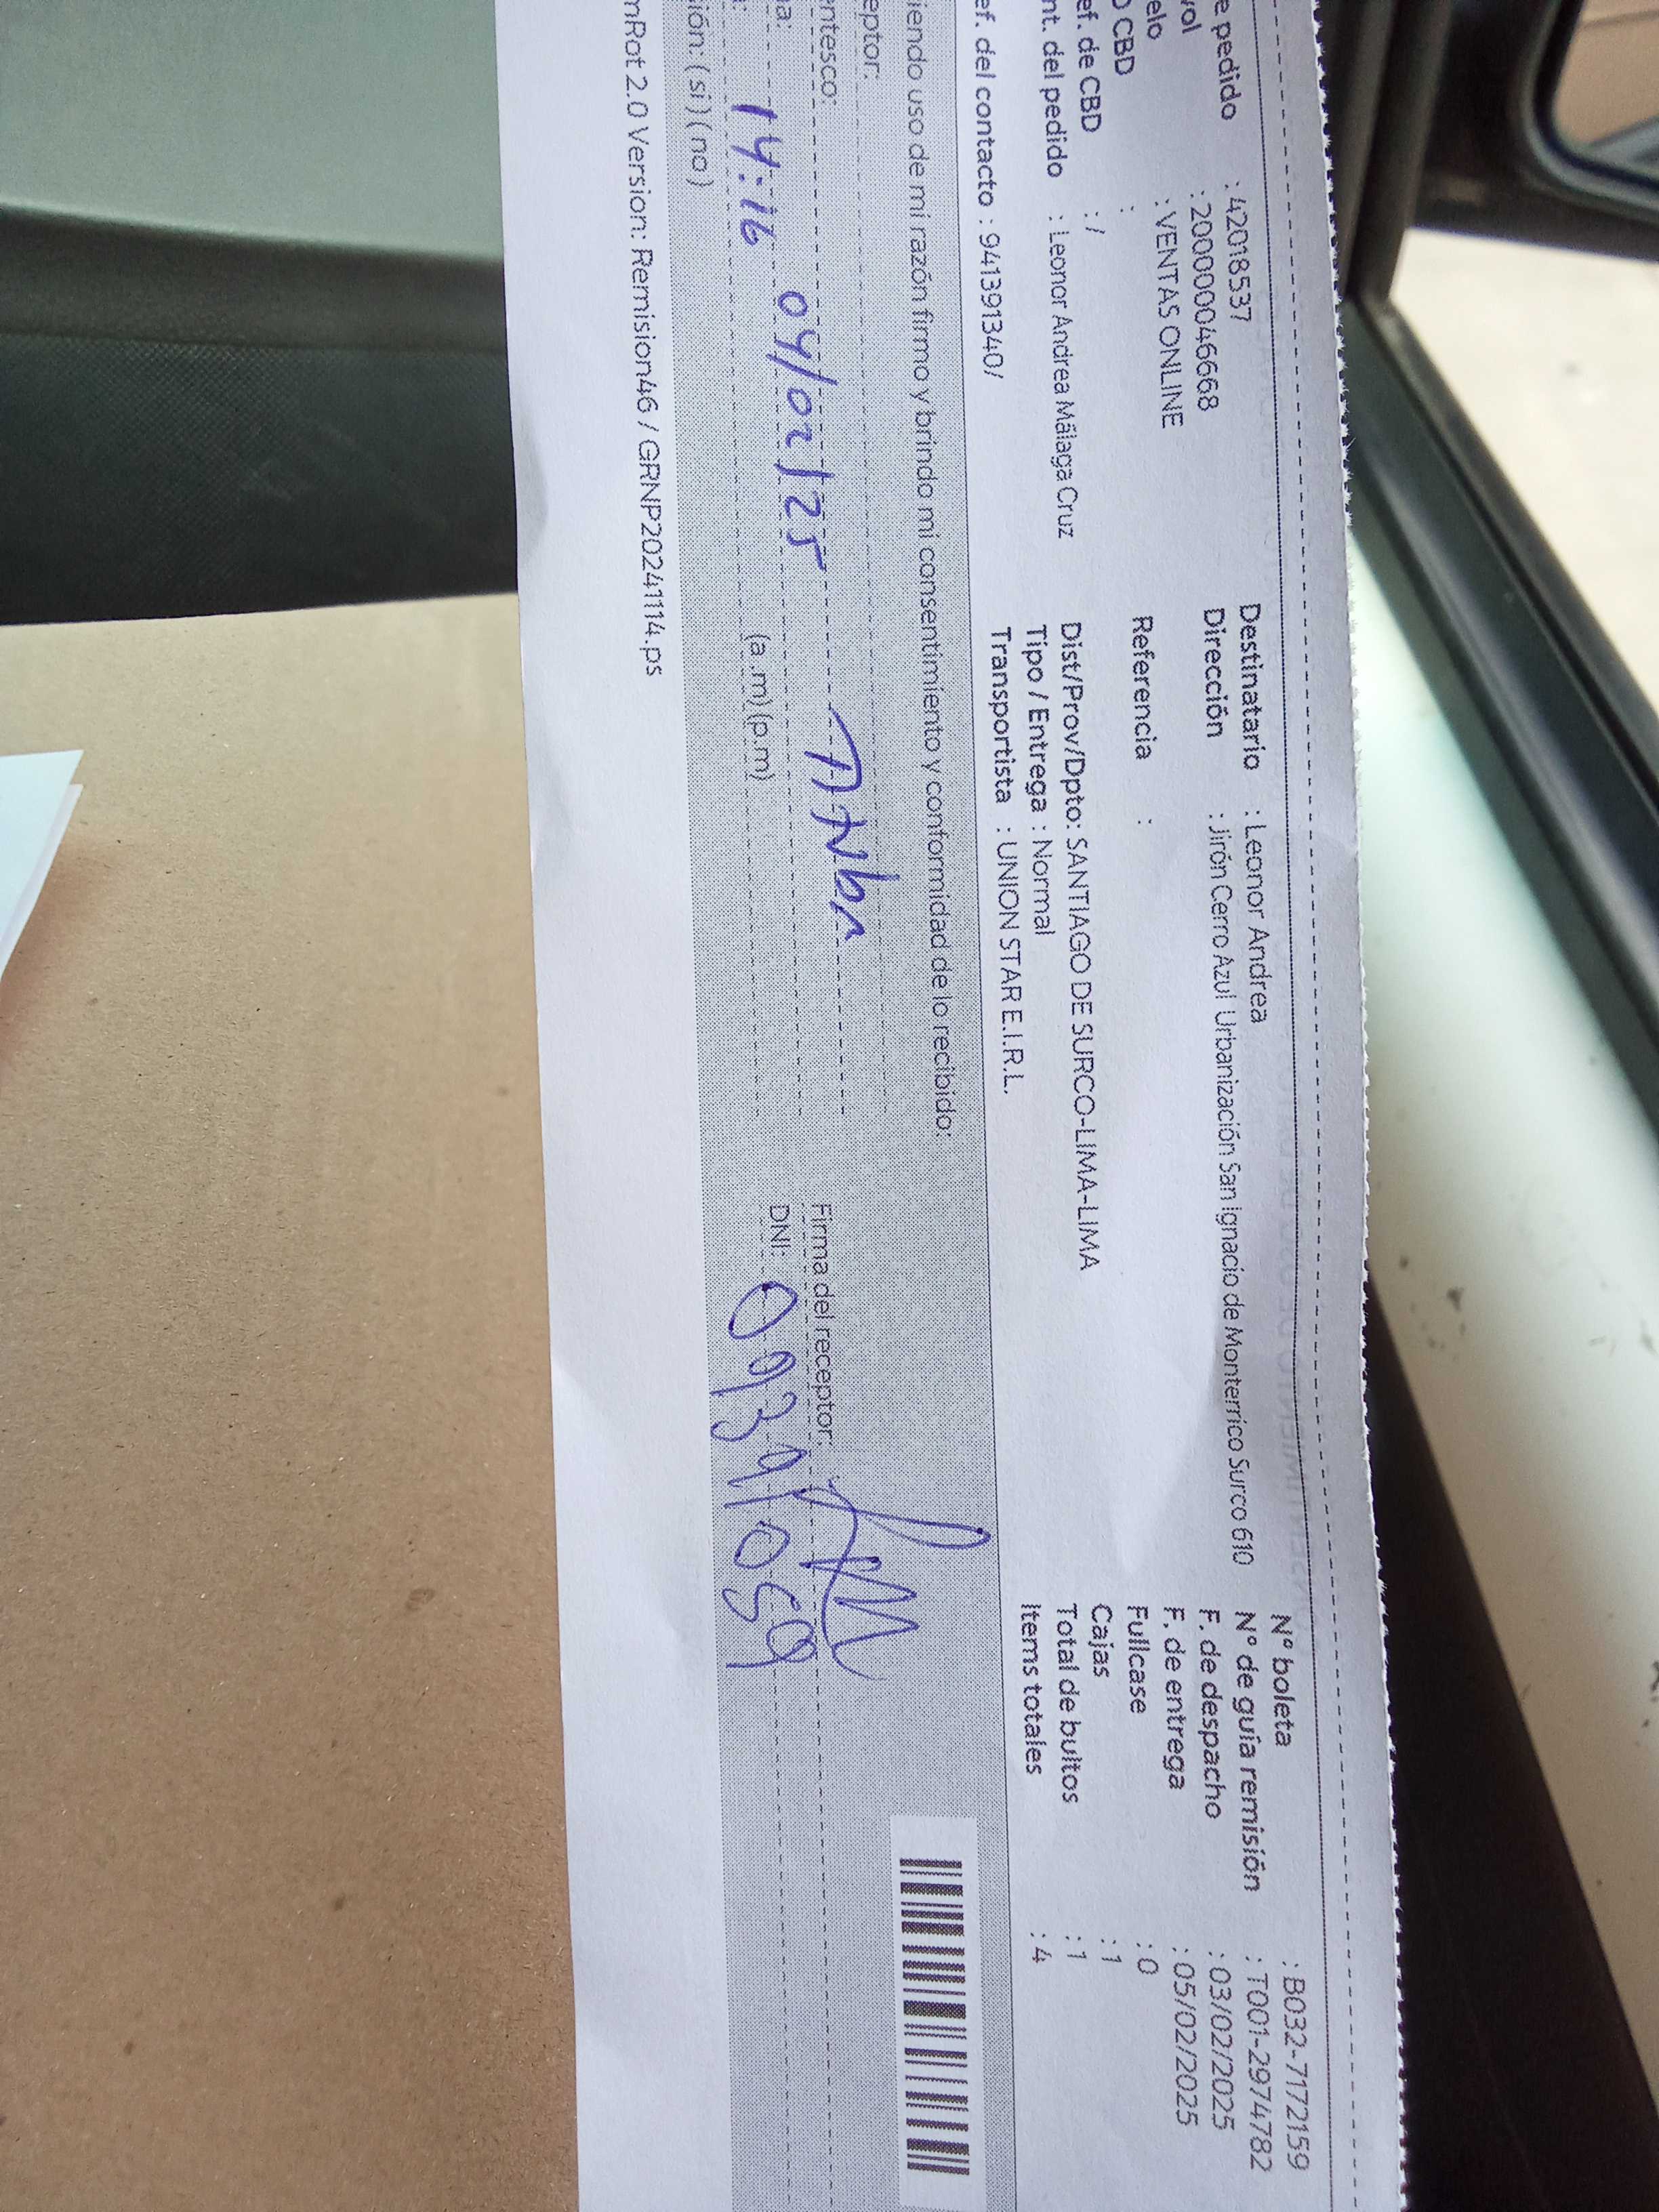 e pedido : 42018537
vol : 2000000046668
elo : VENTAS ONLINE
O CBD :
ef. de CBD : /
nt. del pedido : Leonor Andrea Málaga Cruz
ef. del contacto : 941391340/
Destinatario : Leonor Andrea
Dirección : Jirón Cerro Azul Urbanización San Ignacio de Monterrico Surco 610
Referencia :
Dist/Prov/Dpto: SANTIAGO DE SURCO-LIMA-LIMA
Tipo / Entrega : Normal
Transportista : UNION STAR E.I.R.L.
N° boleta : B032-7172159
N° de guía remisión : T001-2974782
F. de despacho : 03/02/2025
F. de entrega : 05/02/2025
Fullcase : 0
Cajas : 1
Total de bultos : 1
Items totales : 4
iendo uso de mi razón firmo y brindo mi consentimiento y conformidad de lo recibido:
eptor:
entesco:
na: 04/02/25
a: 14:16 (a.m) (p.m)
sión: (si) (no)
Firma del receptor:
DNI: 09391059
mRot 2.0 Version: Remision46 / GRNP20241114.ps